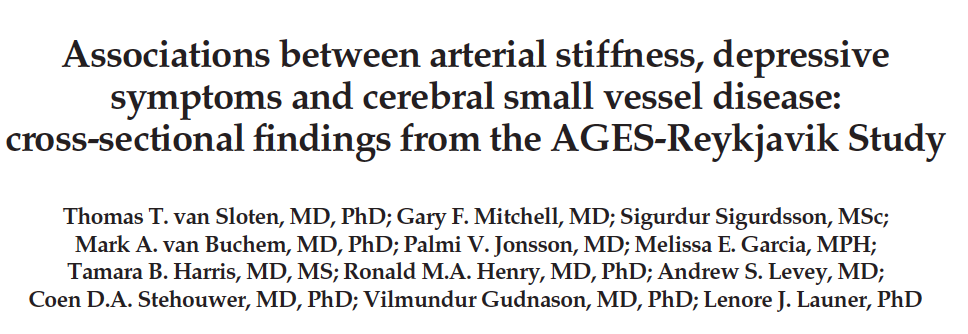 Associations between arterial stiffness, depressive
symptoms and cerebral small vessel disease:
cross-sectional findings from the AGES-Reykjavik Study
Thomas T. van Sloten, MD, PhD; Gary F. Mitchell, MD; Sigurdur Sigurdsson, MSc;
Mark A. van Buchem, MD, PhD; Palmi V. Jonsson, MD; Melissa E. Garcia, MPH;
Tamara B. Harris, MD, MS; Ronald M.A. Henry, MD, PhD; Andrew S. Levey, MD;
Coen D.A. Stehouwer, MD, PhD; Vilmundur Gudnason, MD, PhD; Lenore J. Launer, PhD